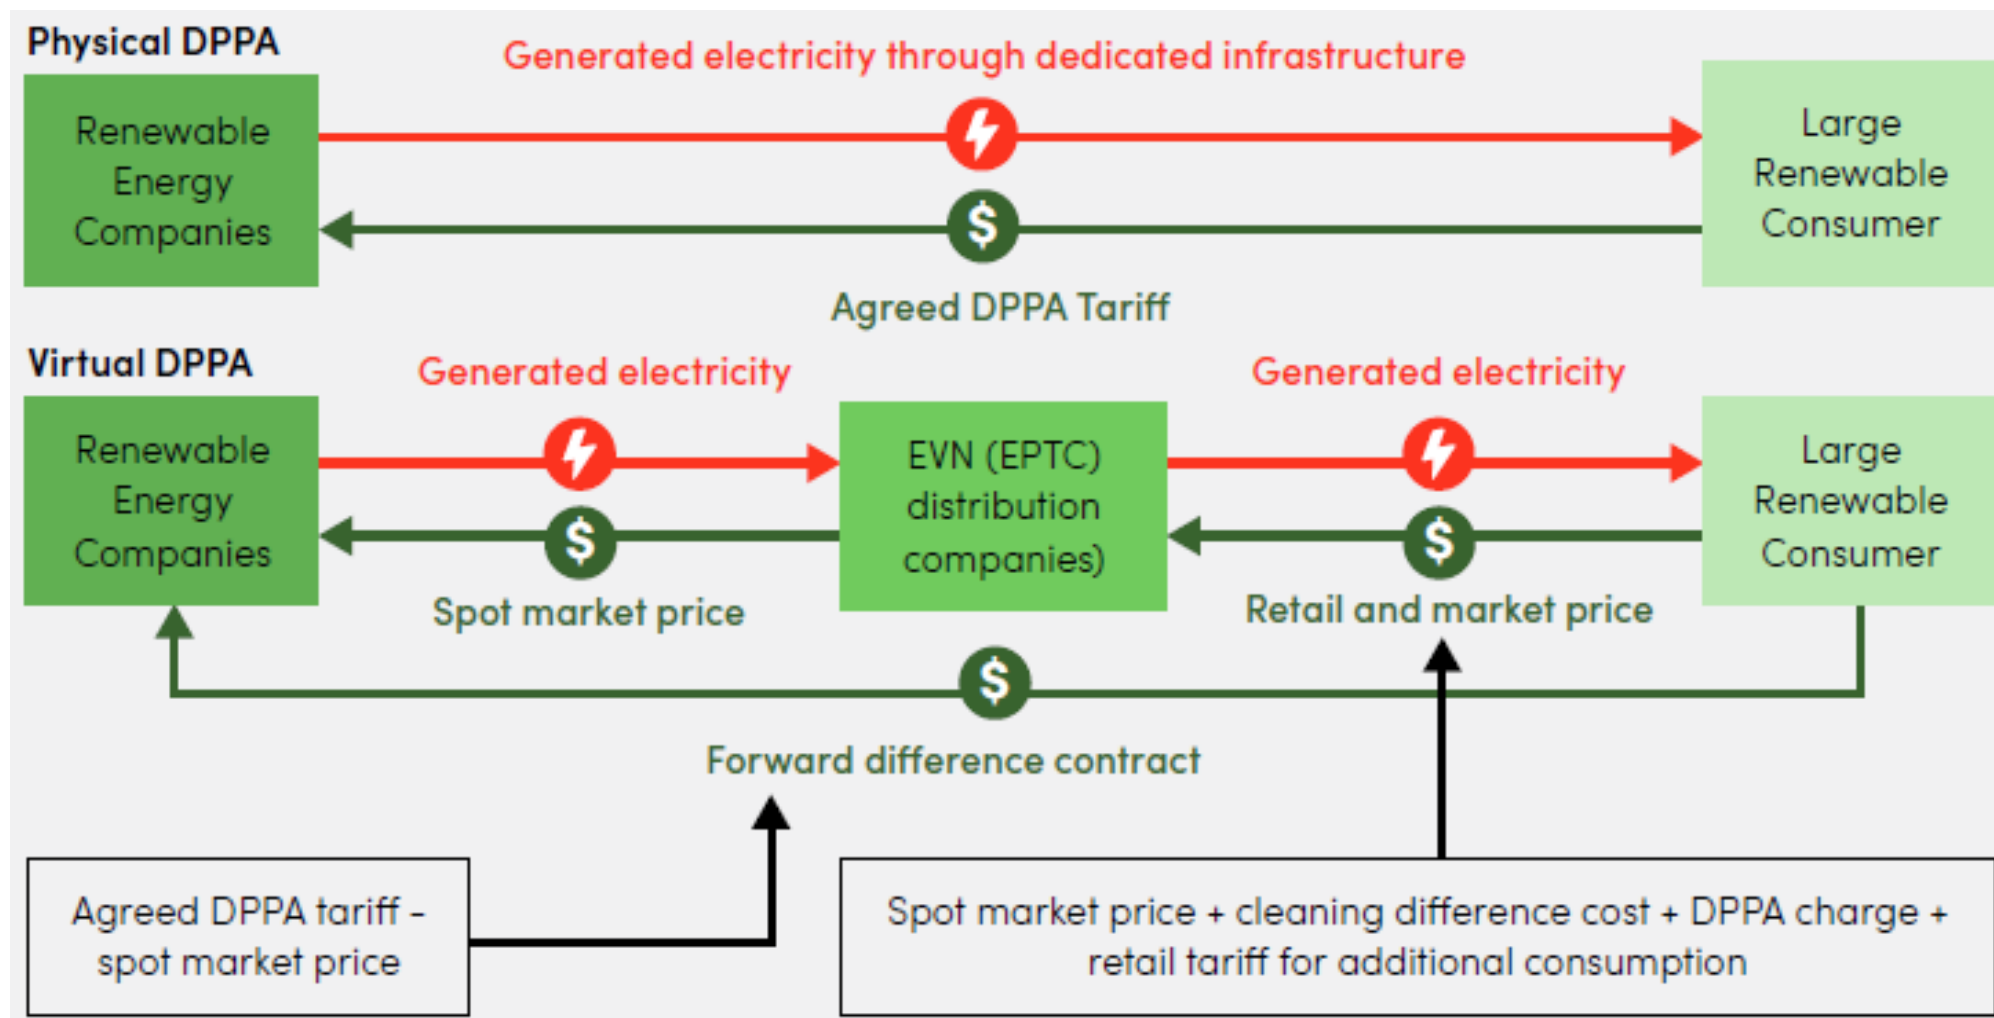 Physical DPPA
Generated electricity through dedicated infrastructure
Renewable
Energy
Companies
$
Large
Renewable
Consumer
Agreed DPPA Tariff
Virtual DPPA
Generated electricity
Generated electricity
Renewable
Energy
Companies
$
Spot market price
EVN (EPTC)
distribution
companies)
$
Retail and market price
Large
Renewable
Consumer
$
Forward difference contract
Agreed DPPA tariff -
spot market price
Spot market price + cleaning difference cost + DPPA charge +
retail tariff for additional consumption